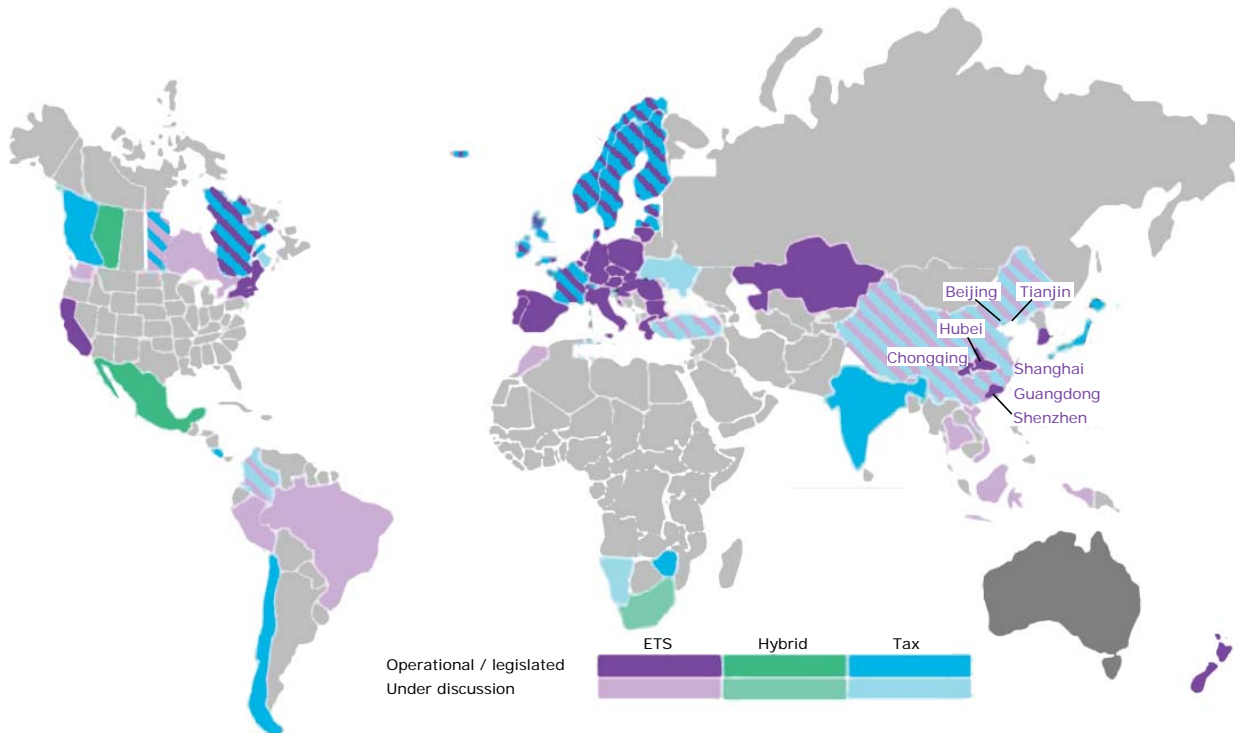 Beijing Tianjin
Hubei
Chongqing
Shanghai
Guangdong
Shenzhen
ETS Hybrid Tax
Operational / legislated
Under discussion